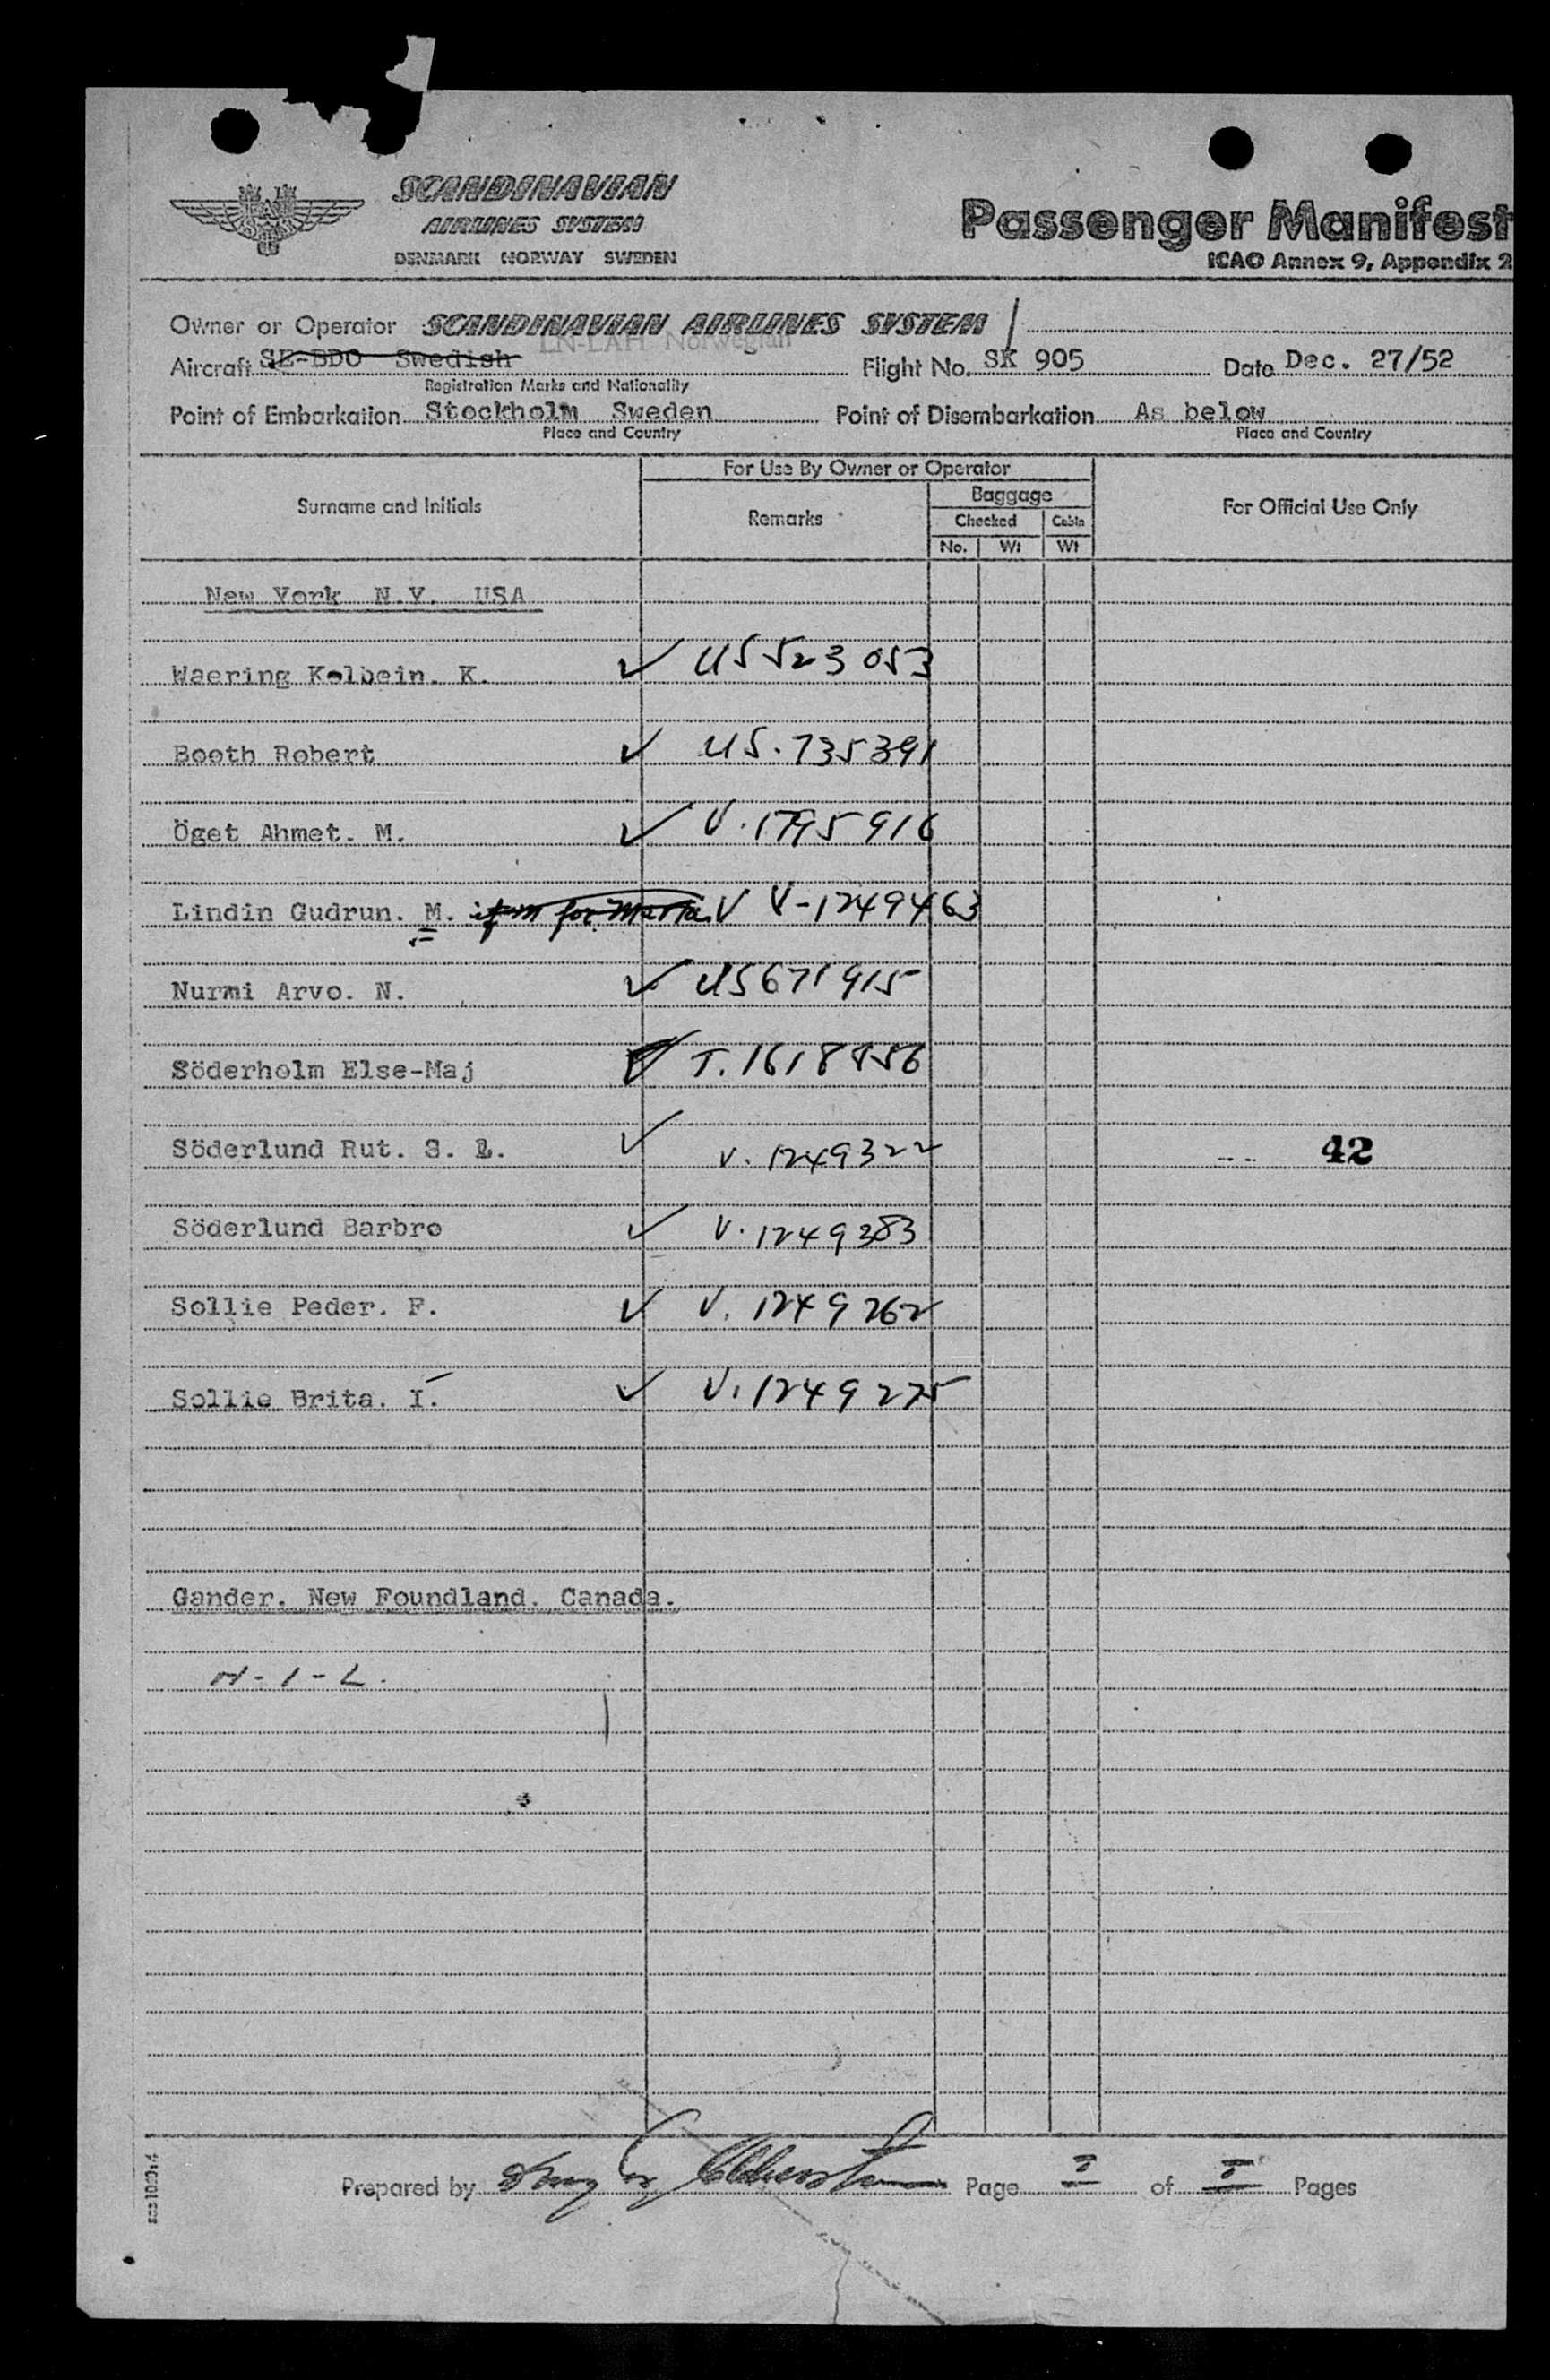 SCANDINAVIAN
AIRLINES SYSTEM
DENMARK NORWAY SWEDEN
Passenger Manifest
ICAO Annex 9, Appendix 2
Owner or Operator SCANDINAVIAN AIRLINES SYSTEM
Aircraft SE-BDO Swedish LN-LAH Norwegian Flight No. SK 905 Date Dec. 27/52
Registration Marks and Nationality
Point of Embarkation Stockholm Sweden Point of Disembarkation As below
Place and Country Place and Country
For Use By Owner or Operator
Surname and Initials Remarks Baggage For Official Use Only
Checked Cabin
No. Wt Wt
New York N.Y. USA
Waering Kolbein. K. ✓ US 523053
Booth Robert ✓ US. 735391
Öget Ahmet. M. ✓ V. 1795916
Lindin Gudrun. M. V V-1249463
Nurmi Arvo. N. ✓ US671915
Söderholm Else-Maj ✓ T. 1618856
Söderlund Rut. S. L. ✓ V. 1249322 42
Söderlund Barbro ✓ V. 1249383
Sollie Peder. F. ✓ V. 1249262
Sollie Brita. I. ✓ V. 1249275
Gander. New Foundland. Canada.
N-I-L.
Prepared by Page of Pages